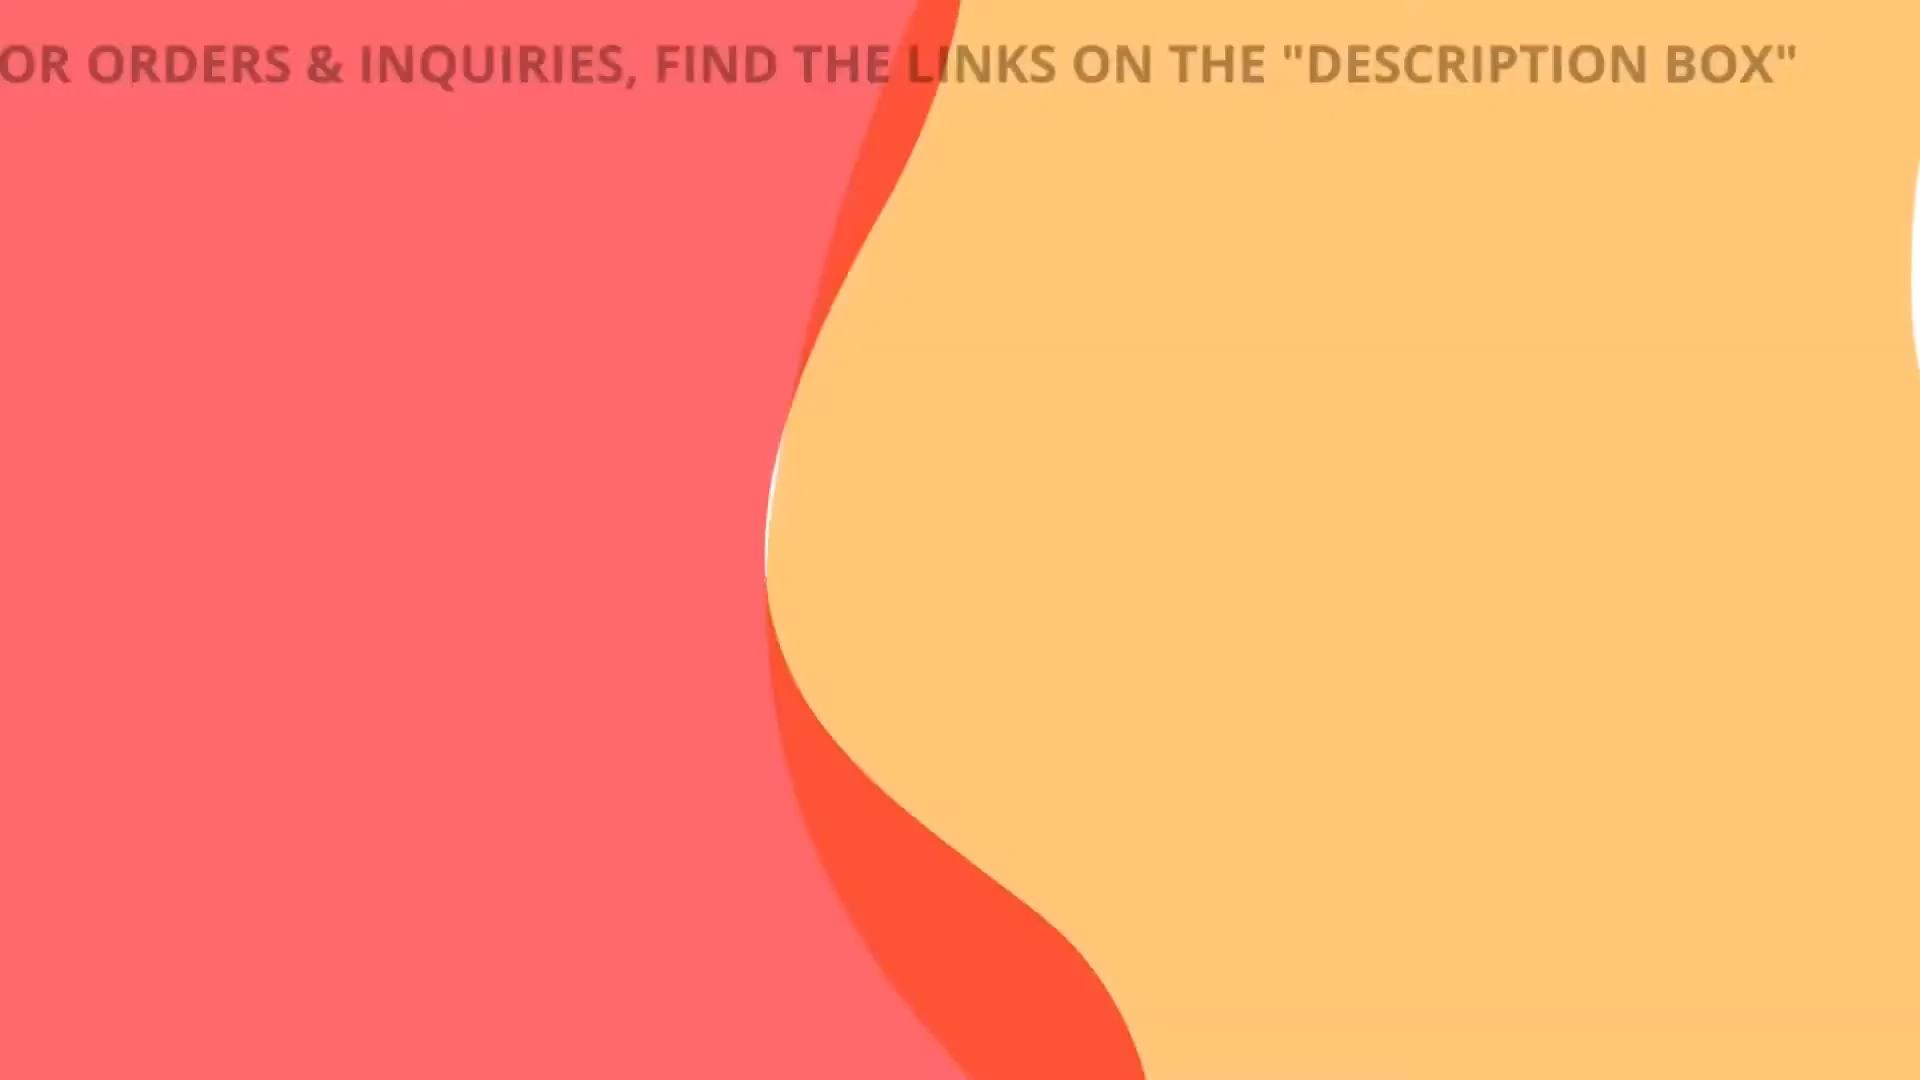 OR ORDERS & INQUIRIES, FIND THE LINKS ON THE "DESCRIPTION BOX"